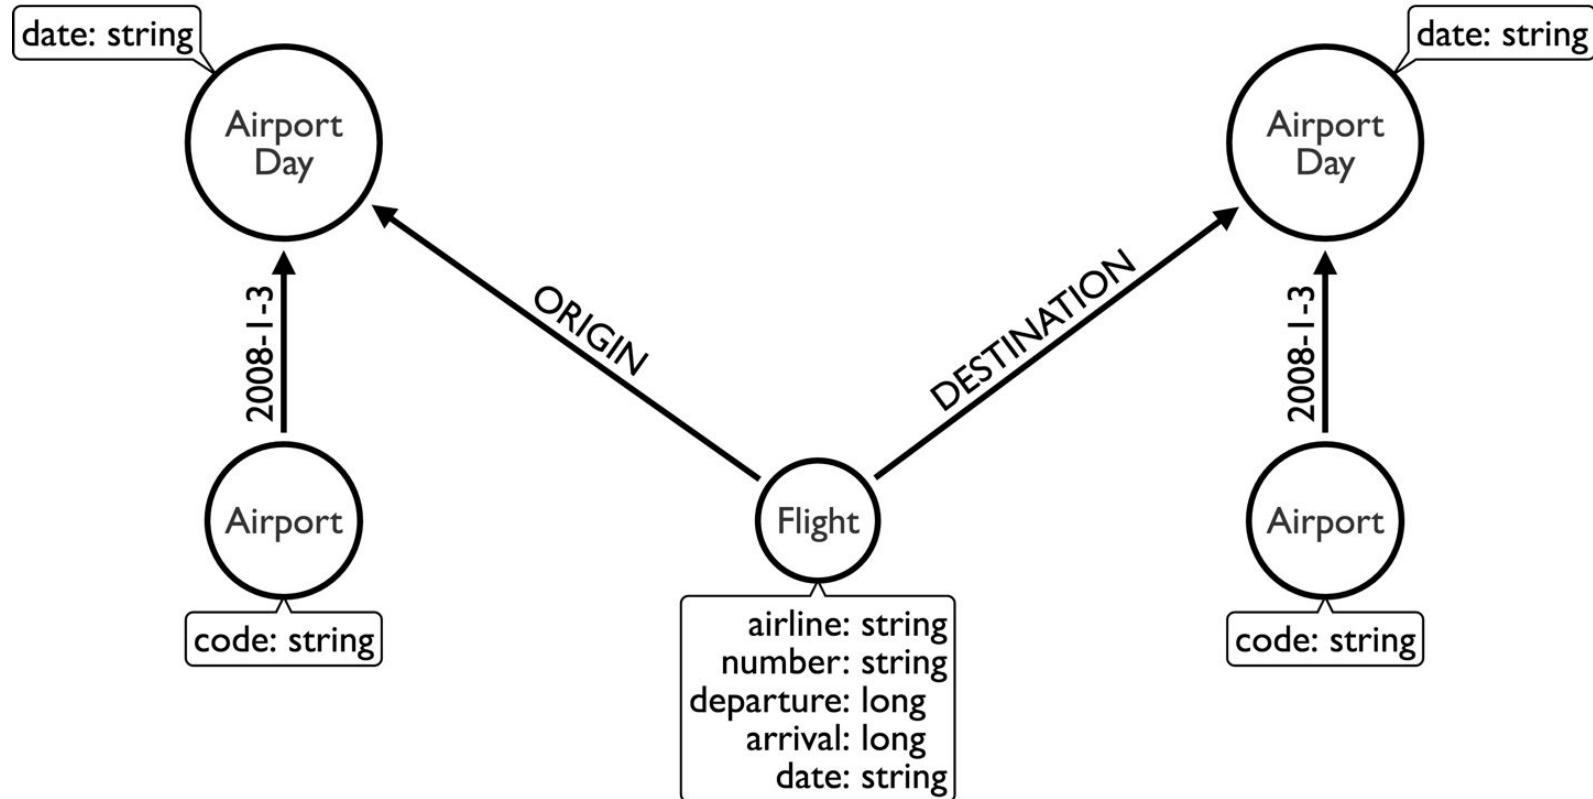 date: string
date: string
Airport
Day
Airport
Day
ORIGIN
DESTINATION
2008-1-3
2008-1-3
Airport
Flight
Airport
code: string
airline: string
number: string
departure: long
arrival: long
date: string
code: string